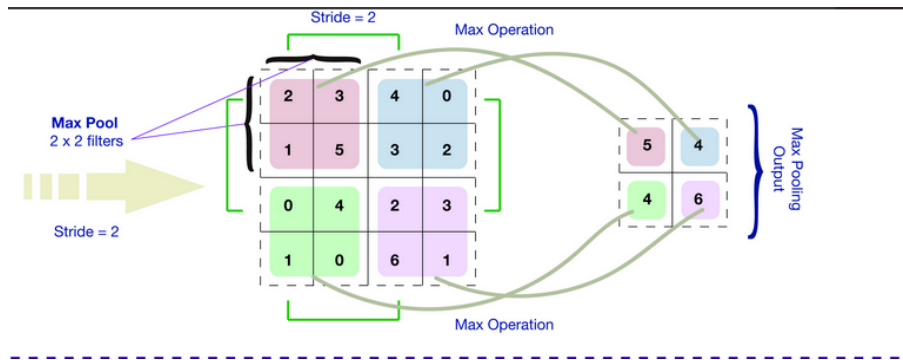 Stride = 2
Max Operation
2 3 4 0
Max Pool
2 x 2 filters
1 5 3 2
5 4
Max Pooling
Output
0 4 2 3
4 6
Stride = 2
1 0 6 1
Max Operation